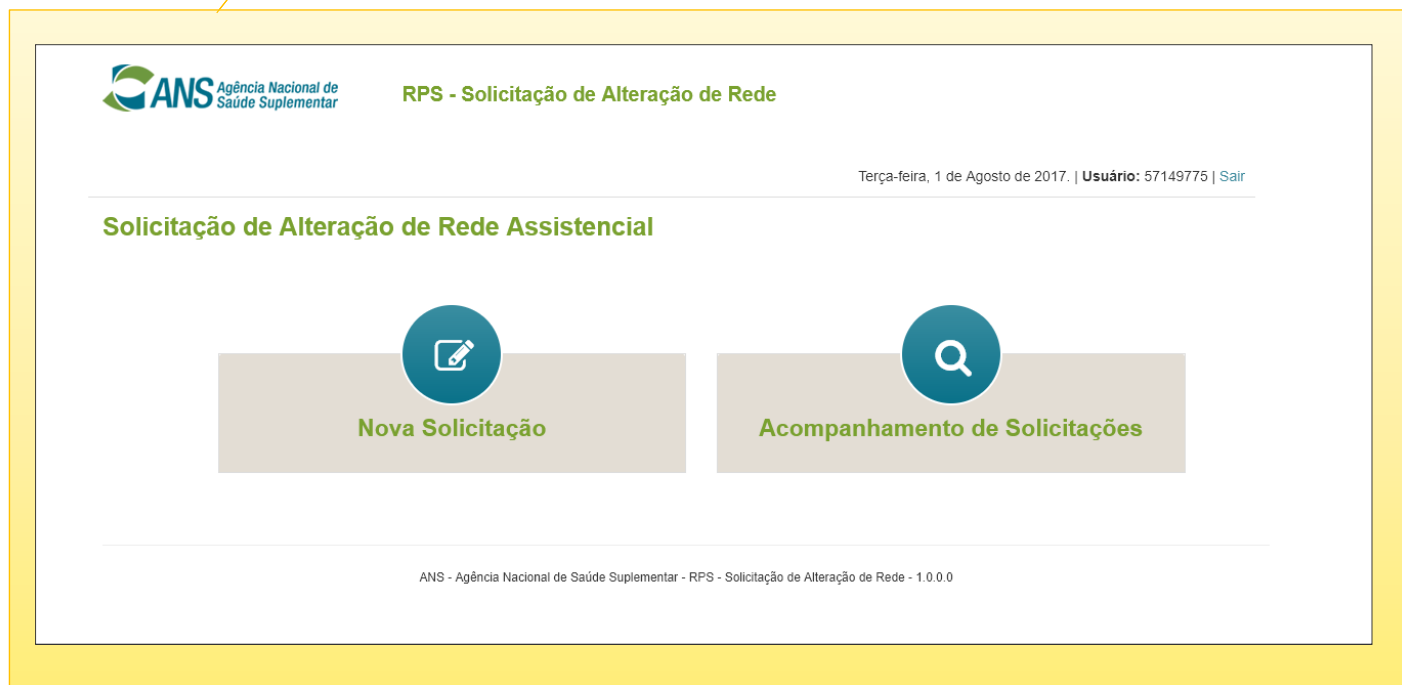 ANS Agência Nacional de
Saúde Suplementar
RPS - Solicitação de Alteração de Rede
Terça-feira, 1 de Agosto de 2017. | Usuário: 57149775 | Sair
Solicitação de Alteração de Rede Assistencial
Nova Solicitação
Acompanhamento de Solicitações
ANS - Agência Nacional de Saúde Suplementar - RPS - Solicitação de Alteração de Rede - 1.0.0.0